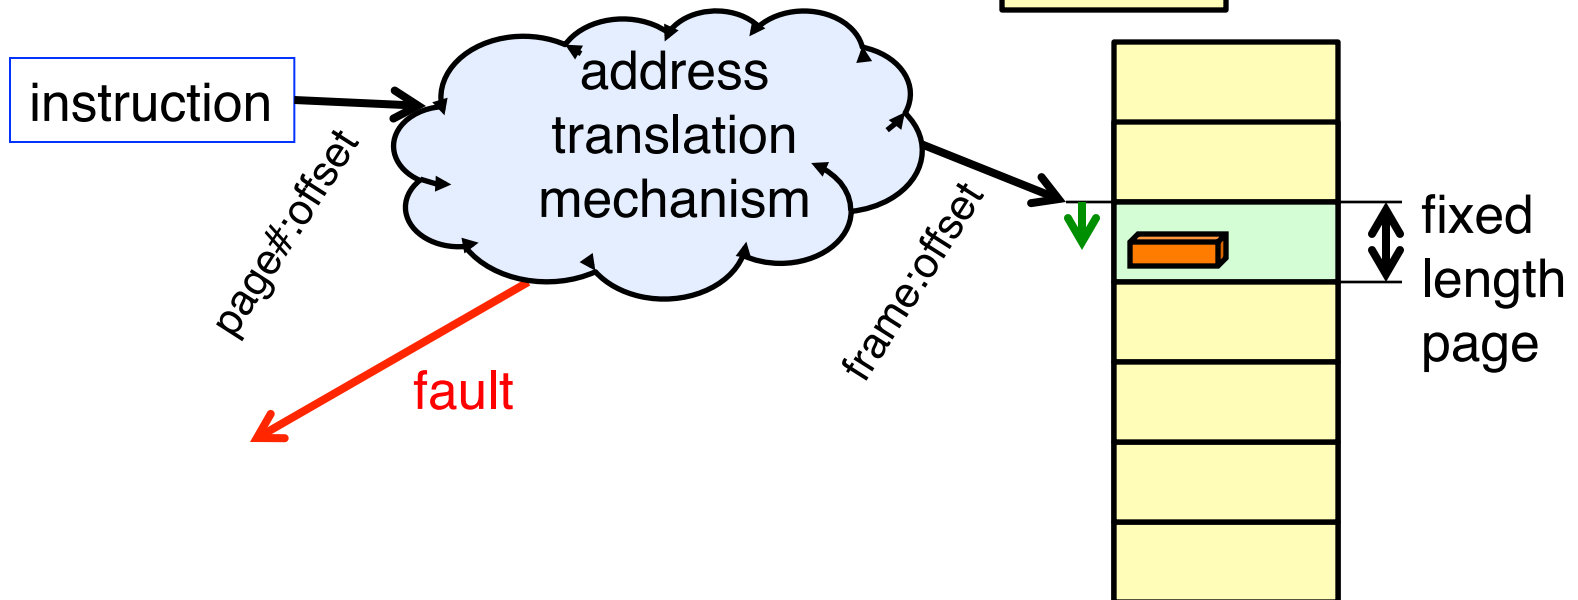 address
instruction
translation
mechanism
page#:offset
frame:offset
fixed
length
page
fault